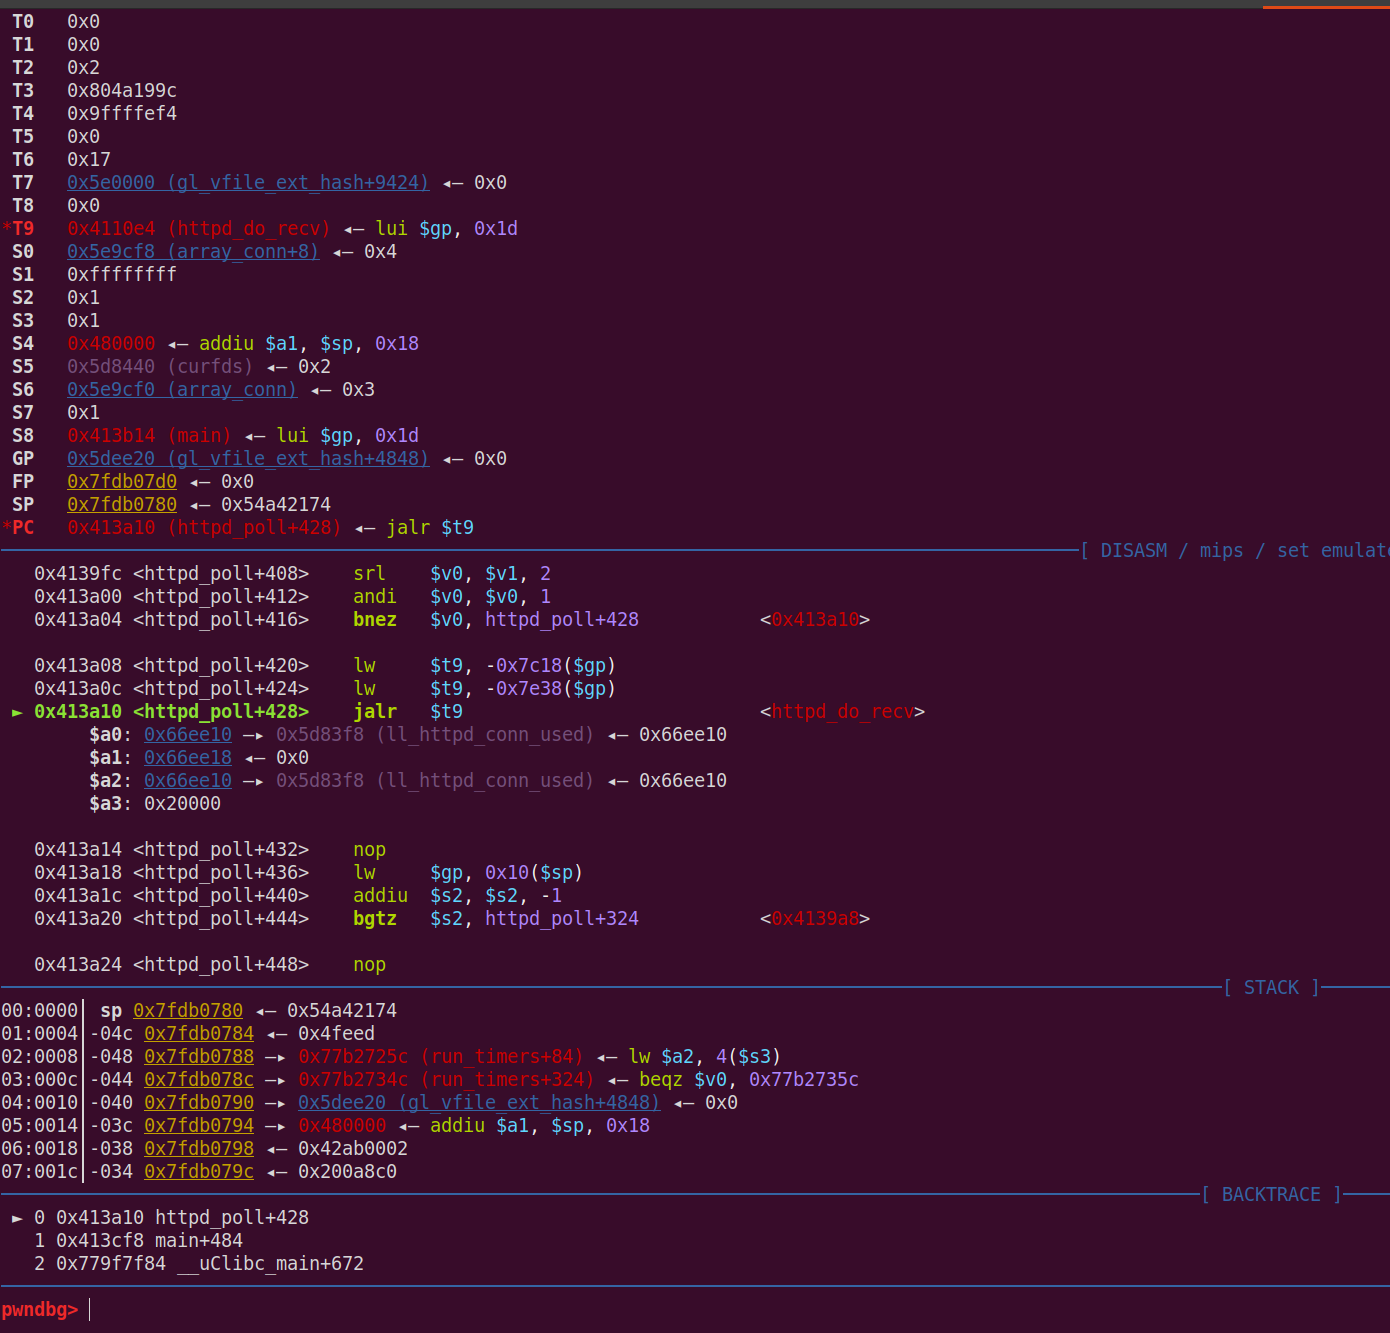 T0   0x0
T1   0x0
T2   0x2
T3   0x804a199c
T4   0x9ffffef4
T5   0x0
T6   0x17
T7   0x5e0000 (gl_vfile_ext_hash+9424) ◂— 0x0
T8   0x0
*T9   0x4110e4 (httpd_do_recv) ◂— lui $gp, 0x1d
S0   0x5e9cf8 (array_conn+8) ◂— 0x4
S1   0xffffffff
S2   0x1
S3   0x1
S4   0x480000 ◂— addiu $a1, $sp, 0x18
S5   0x5d8440 (curfds) ◂— 0x2
S6   0x5e9cf0 (array_conn) ◂— 0x3
S7   0x1
S8   0x413b14 (main) ◂— lui $gp, 0x1d
GP   0x5dee20 (gl_vfile_ext_hash+4848) ◂— 0x0
FP   0x7fdb07d0 ◂— 0x0
SP   0x7fdb0780 ◂— 0x54a42174
*PC   0x413a10 (httpd_poll+428) ◂— jalr $t9
[ DISASM / mips / set emulate
0x4139fc <httpd_poll+408>    srl    $v0, $v1, 2
0x413a00 <httpd_poll+412>    andi   $v0, $v0, 1
0x413a04 <httpd_poll+416>    bnez   $v0, httpd_poll+428           <0x413a10>
0x413a08 <httpd_poll+420>    lw     $t9, -0x7c18($gp)
0x413a0c <httpd_poll+424>    lw     $t9, -0x7e38($gp)
► 0x413a10 <httpd_poll+428>    jalr   $t9                           <httpd_do_recv>
$a0: 0x66ee10 —▸ 0x5d83f8 (ll_httpd_conn_used) ◂— 0x66ee10
$a1: 0x66ee18 ◂— 0x0
$a2: 0x66ee10 —▸ 0x5d83f8 (ll_httpd_conn_used) ◂— 0x66ee10
$a3: 0x20000
0x413a14 <httpd_poll+432>    nop
0x413a18 <httpd_poll+436>    lw     $gp, 0x10($sp)
0x413a1c <httpd_poll+440>    addiu  $s2, $s2, -1
0x413a20 <httpd_poll+444>    bgtz   $s2, httpd_poll+324           <0x4139a8>
0x413a24 <httpd_poll+448>    nop
[ STACK ]
00:0000│ sp 0x7fdb0780 ◂— 0x54a42174
01:0004│-04c 0x7fdb0784 ◂— 0x4feed
02:0008│-048 0x7fdb0788 —▸ 0x77b2725c (run_timers+84) ◂— lw $a2, 4($s3)
03:000c│-044 0x7fdb078c —▸ 0x77b2734c (run_timers+324) ◂— beqz $v0, 0x77b2735c
04:0010│-040 0x7fdb0790 —▸ 0x5dee20 (gl_vfile_ext_hash+4848) ◂— 0x0
05:0014│-03c 0x7fdb0794 —▸ 0x480000 ◂— addiu $a1, $sp, 0x18
06:0018│-038 0x7fdb0798 ◂— 0x42ab0002
07:001c│-034 0x7fdb079c ◂— 0x200a8c0
[ BACKTRACE ]
► 0 0x413a10 httpd_poll+428
1 0x413cf8 main+484
2 0x779f7f84 __uClibc_main+672
pwndbg>